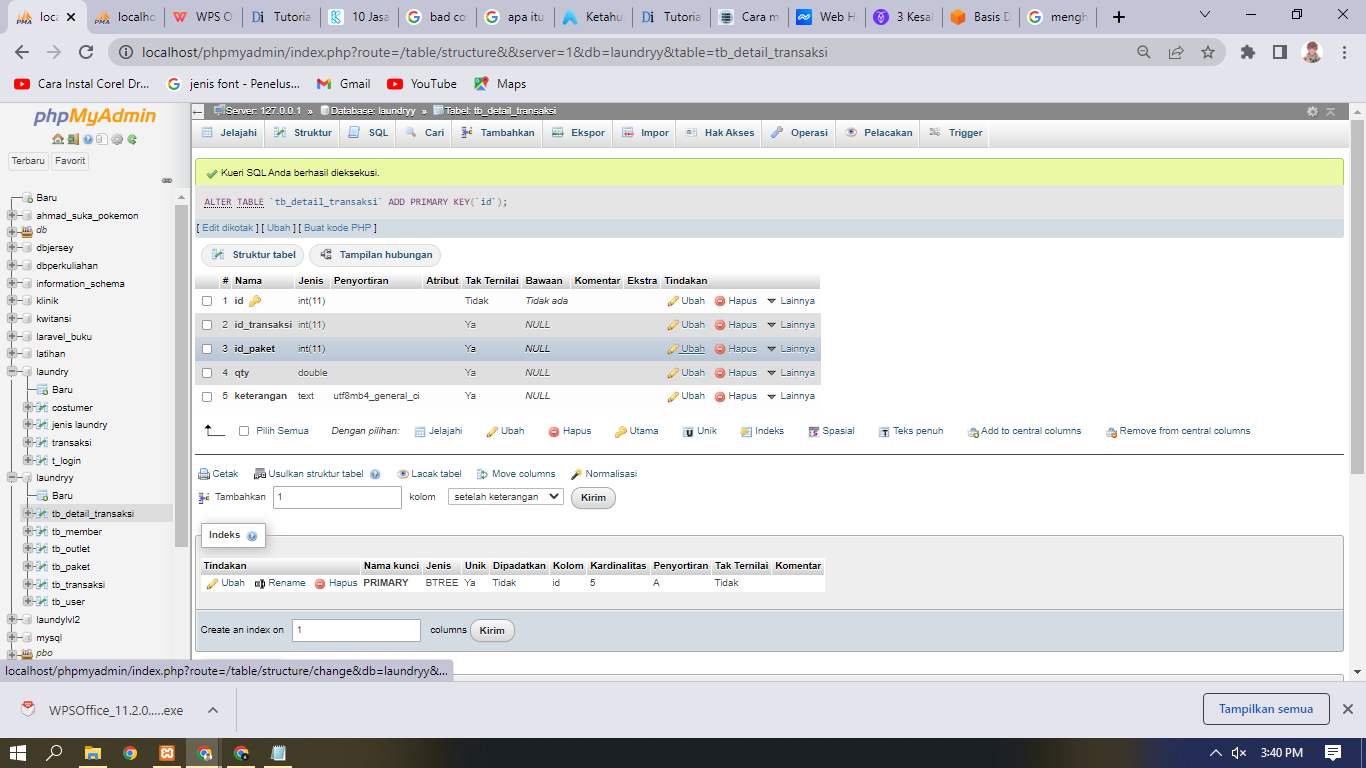 loca
localho
WPS O
Tutoria
10 Jasa
bad co
apa itu
Ketahu
Tutoria
Cara m
Web H
3 Kesal
Basis D
mengh
localhost/phpmyadmin/index.php?route=/table/structure&&server=1&db=laundryy&table=tb_detail_transaksi
Cara Instal Corel Dr...
jenis font - Penelus...
Gmail
YouTube
Maps
phpMyAdmin
Terbaru
Favorit
Baru
ahmad_suka_pokemon
db
dbjersey
dbperkuliahan
information_schema
klinik
kwitansi
laravel_buku
latihan
laundry
Baru
costumer
jenis laundry
transaksi
t_login
laundryy
Baru
tb_detail_transaksi
tb_member
tb_outlet
tb_paket
tb_transaksi
tb_user
laundylvl2
mysql
pbo
Server: 127.0.0.1 » Database: laundryy » Tabel: tb_detail_transaksi
Jelajahi Struktur SQL Cari Tambahkan Ekspor Impor Hak Akses Operasi Pelacakan Trigger
Kueri SQL Anda berhasil dieksekusi.
ALTER TABLE `tb_detail_transaksi` ADD PRIMARY KEY(`id`);
[ Edit dikotak ] [ Ubah ] [ Buat kode PHP ]
Struktur tabel Tampilan hubungan
# Nama Jenis Penyortiran Atribut Tak Ternilai Bawaan Komentar Ekstra Tindakan
1 id int(11) Tidak Tidak ada Ubah Hapus Lainnya
2 id_transaksi int(11) Ya NULL Ubah Hapus Lainnya
3 id_paket int(11) Ya NULL Ubah Hapus Lainnya
4 qty double Ya NULL Ubah Hapus Lainnya
5 keterangan text utf8mb4_general_ci Ya NULL Ubah Hapus Lainnya
Pilih Semua Dengan pilihan: Jelajahi Ubah Hapus Utama Unik Indeks Spasial Teks penuh Add to central columns Remove from central columns
Cetak Usulkan struktur tabel Lacak tabel Move columns Normalisasi
Tambahkan 1 kolom setelah keterangan Kirim
Indeks
Tindakan Nama kunci Jenis Unik Dipadatkan Kolom Kardinalitas Penyortiran Tak Ternilai Komentar
Ubah Rename Hapus PRIMARY BTREE Ya Tidak id 5 A Tidak
Create an index on 1 columns Kirim
localhost/phpmyadmin/index.php?route=/table/structure/change&db=laundryy&...
WPSOffice_11.2.0.....exe
Tampilkan semua
3:40 PM